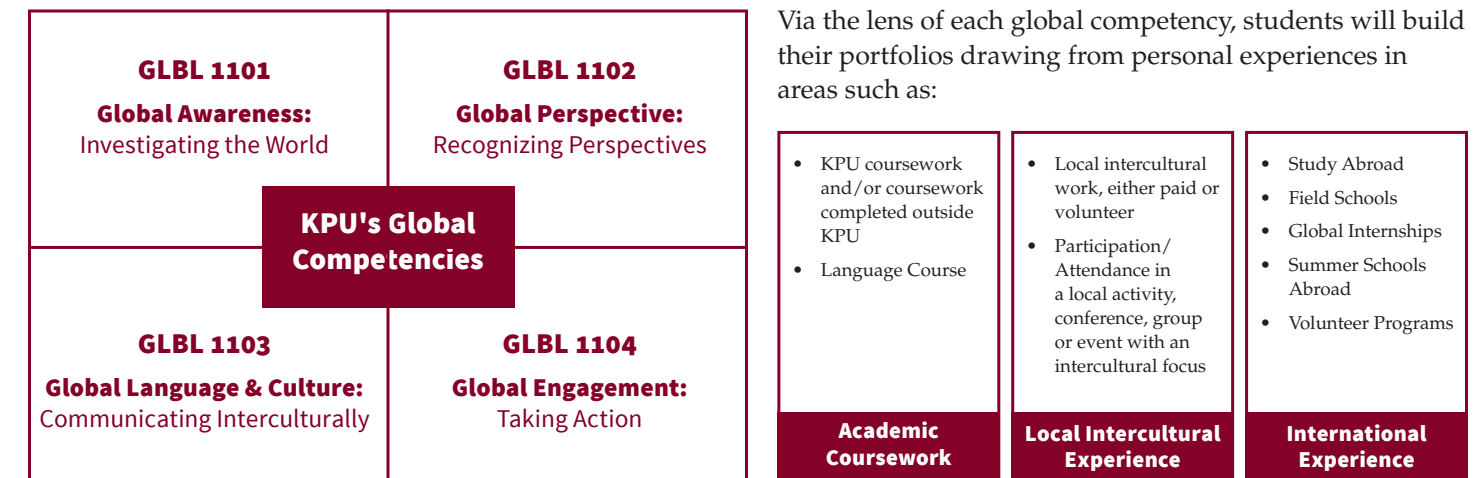 GLBL 1101
Global Awareness:
Investigating the World
GLBL 1102
Global Perspective:
Recognizing Perspectives
KPU's Global
Competencies
GLBL 1103
Global Language & Culture:
Communicating Interculturally
GLBL 1104
Global Engagement:
Taking Action
Via the lens of each global competency, students will build
their portfolios drawing from personal experiences in
areas such as:
• KPU coursework
and/or coursework
completed outside
KPU
• Language Course
Academic
Coursework
• Local intercultural
work, either paid or
volunteer
• Participation/
Attendance in
a local activity,
conference, group
or event with an
intercultural focus
Local Intercultural
Experience
• Study Abroad
• Field Schools
• Global Internships
• Summer Schools
Abroad
• Volunteer Programs
International
Experience